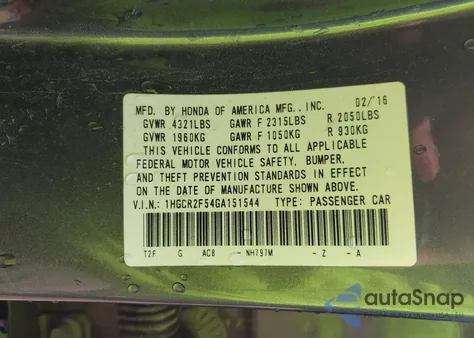 MFD. BY HONDA OF AMERICA MFG., INC. 02/'16
GVWR 4321LBS GAWR F 2315LBS R 2050LBS
GVWR 1960KG GAWR F 1050KG R 930KG
THIS VEHICLE CONFORMS TO ALL APPLICABLE
FEDERAL MOTOR VEHICLE SAFETY, BUMPER,
AND THEFT PREVENTION STANDARDS IN EFFECT
ON THE DATE OF MANUFACTURE SHOWN ABOVE.
V.I.N.: 1HGCR2F54GA151544 TYPE: PASSENGER CAR
T2F G AC8 - NH797M - Z - A
autaSnap